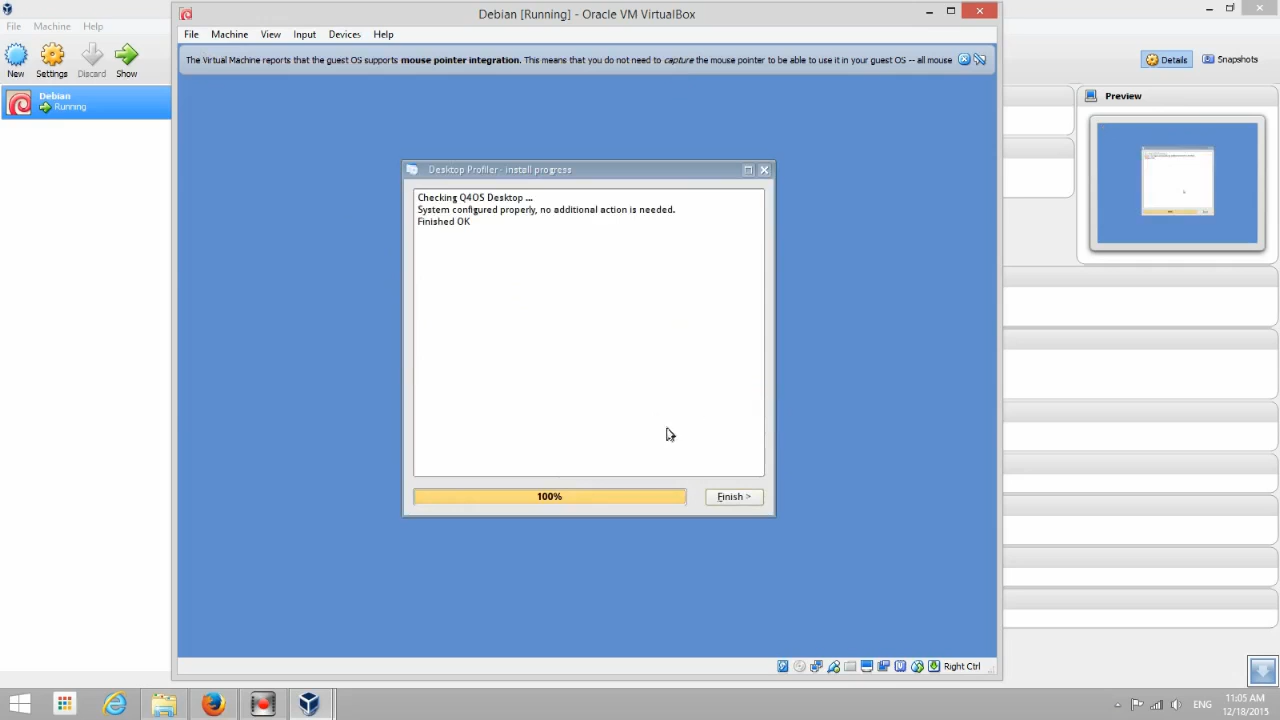 Debian [Running] - Oracle VM VirtualBox
File Machine Help
File Machine View Input Devices Help
New Settings Discard Show
The Virtual Machine reports that the guest OS supports mouse pointer integration. This means that you do not need to capture the mouse pointer to be able to use it in your guest OS -- all mouse
Details Snapshots
Debian
Running
Preview
Desktop Profiler - install progress
Checking Q4OS Desktop ...
System configured properly, no additional action is needed.
Finished OK
100%
Finish >
Right Ctrl
ENG
11:05 AM
12/18/2015